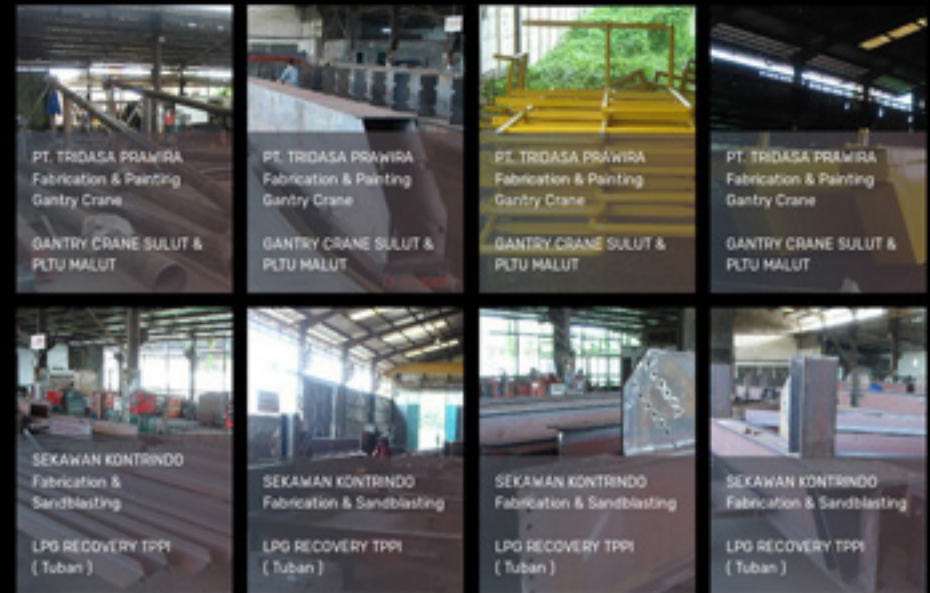 PT. TRIDASA PRAWIRA
Fabrication & Painting
Gantry Crane
GANTRY CRANE SULUT &
PLTU MALUT
PT. TRIDASA PRAWIRA
Fabrication & Painting
Gantry Crane
GANTRY CRANE SULUT &
PLTU MALUT
PT. TRIDASA PRAWIRA
Fabrication & Painting
Gantry Crane
GANTRY CRANE SULUT &
PLTU MALUT
PT. TRIDASA PRAWIRA
Fabrication & Painting
Gantry Crane
GANTRY CRANE SULUT &
PLTU MALUT
SEKAWAN KONTRINDO
Fabrication &
Sandblasting
LPG RECOVERY TPPI
( Tuban )
SEKAWAN KONTRINDO
Fabrication & Sandblasting
LPG RECOVERY TPPI
( Tuban )
SEKAWAN KONTRINDO
Fabrication & Sandblasting
LPG RECOVERY TPPI
( Tuban )
SEKAWAN KONTRINDO
Fabrication & Sandblasting
LPG RECOVERY TPPI
( Tuban )